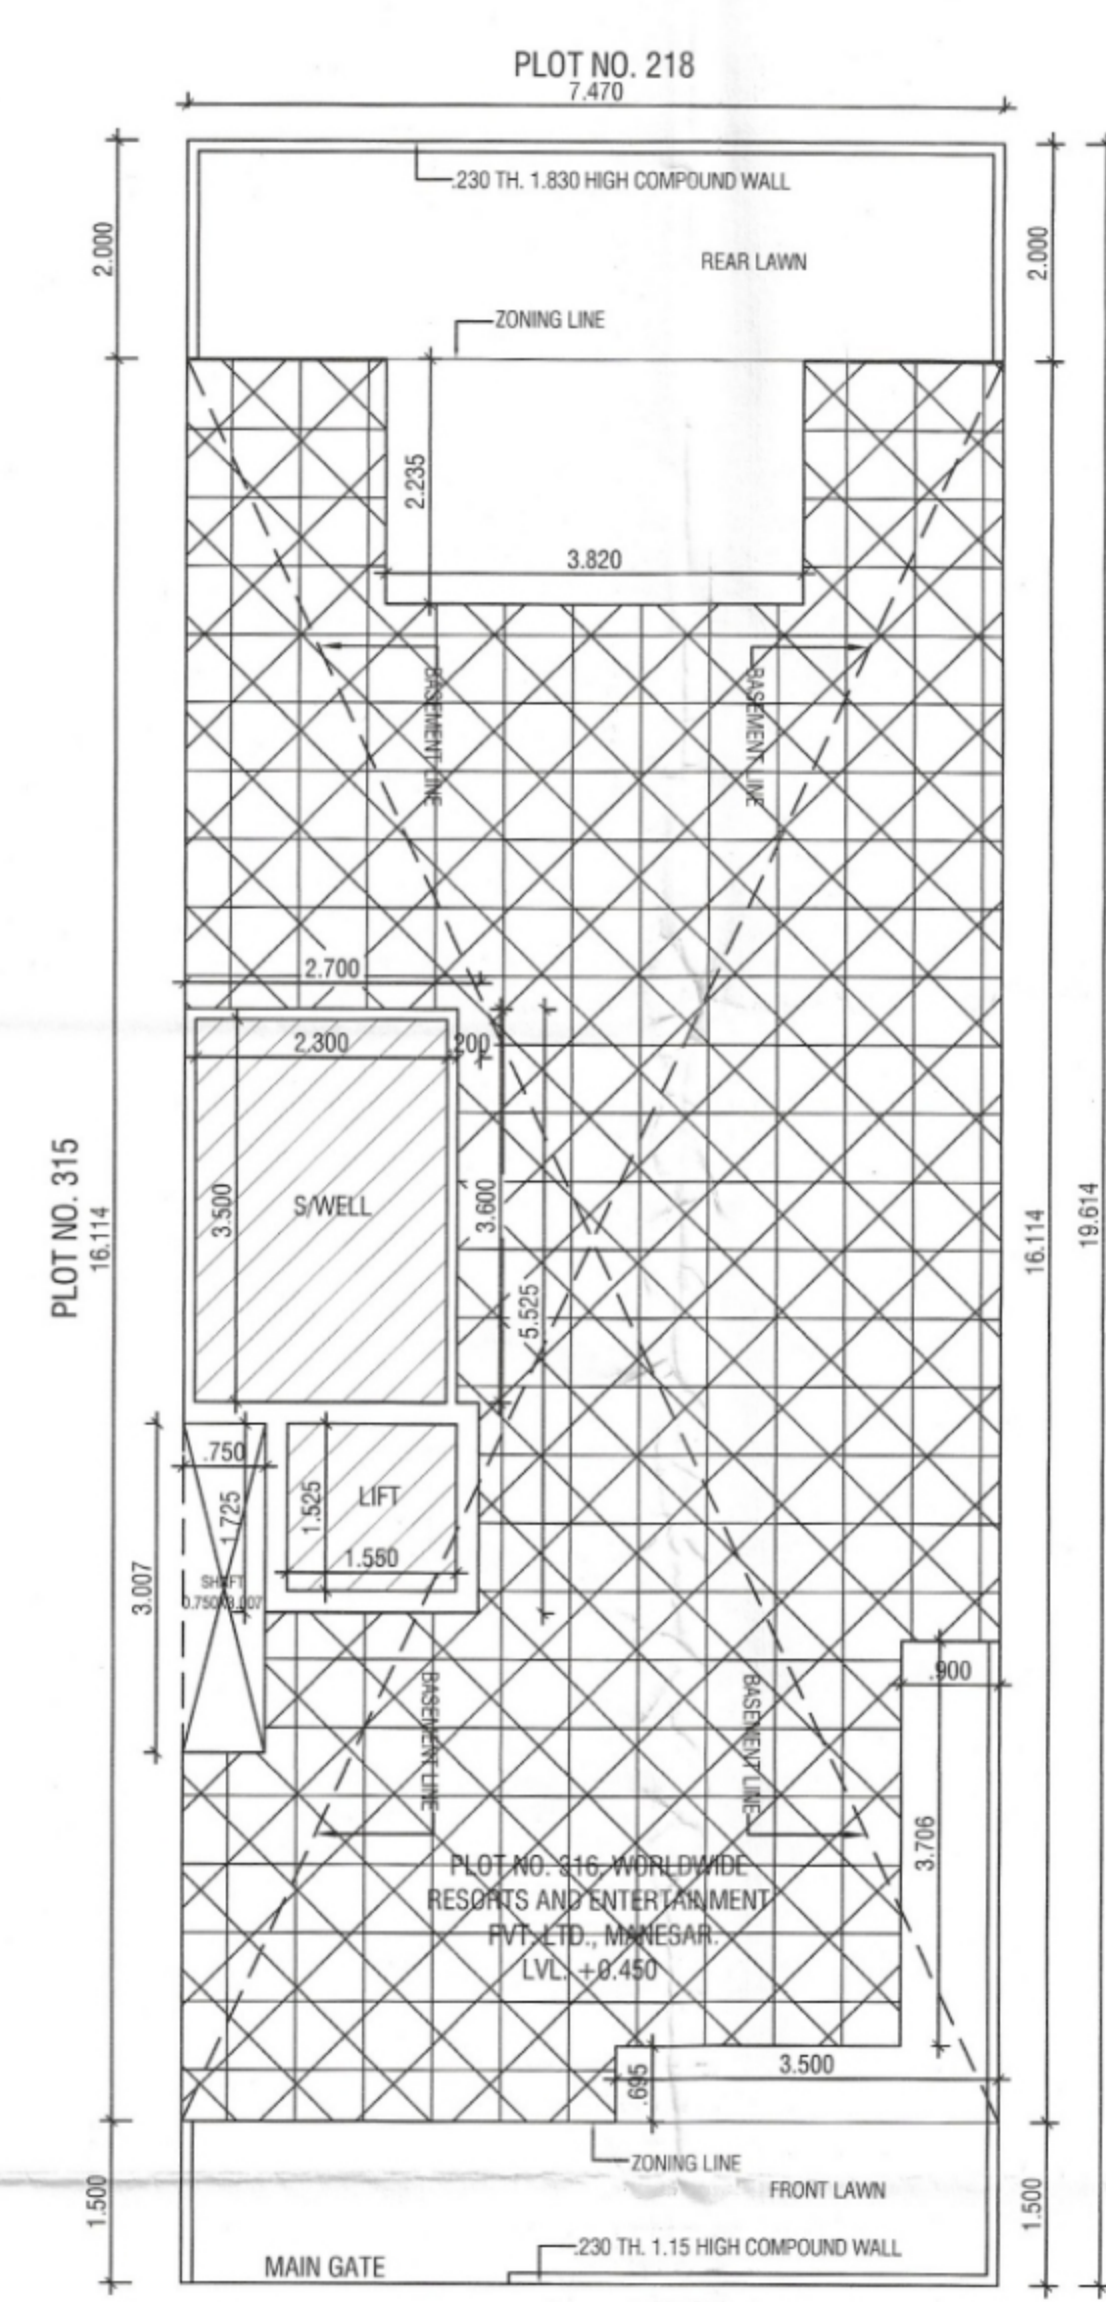 PLOT NO. 218
7.470
.230 TH. 1.830 HIGH COMPOUND WALL
2.000
2.000
REAR LAWN
ZONING LINE
2.235
3.820
BASEMENT LINE
BASEMENT LINE
2.700
2.300
200
3.500
S/WELL
3.600
5.525
PLOT NO. 315
16.114
16.114
19.614
.750
1.725
1.525
LIFT
1.550
3.007
SHAFT
0.750X3.007
.900
BASEMENT LINE
BASEMENT LINE
3.706
PLOT NO. 316, WORLDWIDE
RESORTS AND ENTERTAINMENT
PVT. LTD., MANESAR.
LVL. +0.450
.695
3.500
ZONING LINE
FRONT LAWN
1.500
1.500
.230 TH. 1.15 HIGH COMPOUND WALL
MAIN GATE